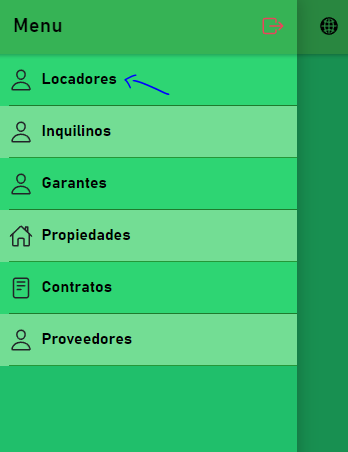 Menu
Locadores
Inquilinos
Garantes
Propiedades
Contratos
Proveedores